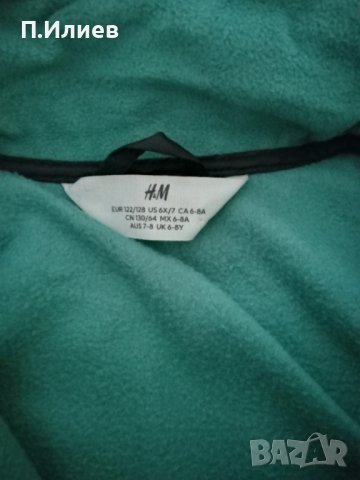 П.Илиев
H&M
EUR 122/128 US 6X/7 CA 6-8A
CN 130/64 MX 6-8A
AUS 7-8 UK 6-8Y
BAZAR